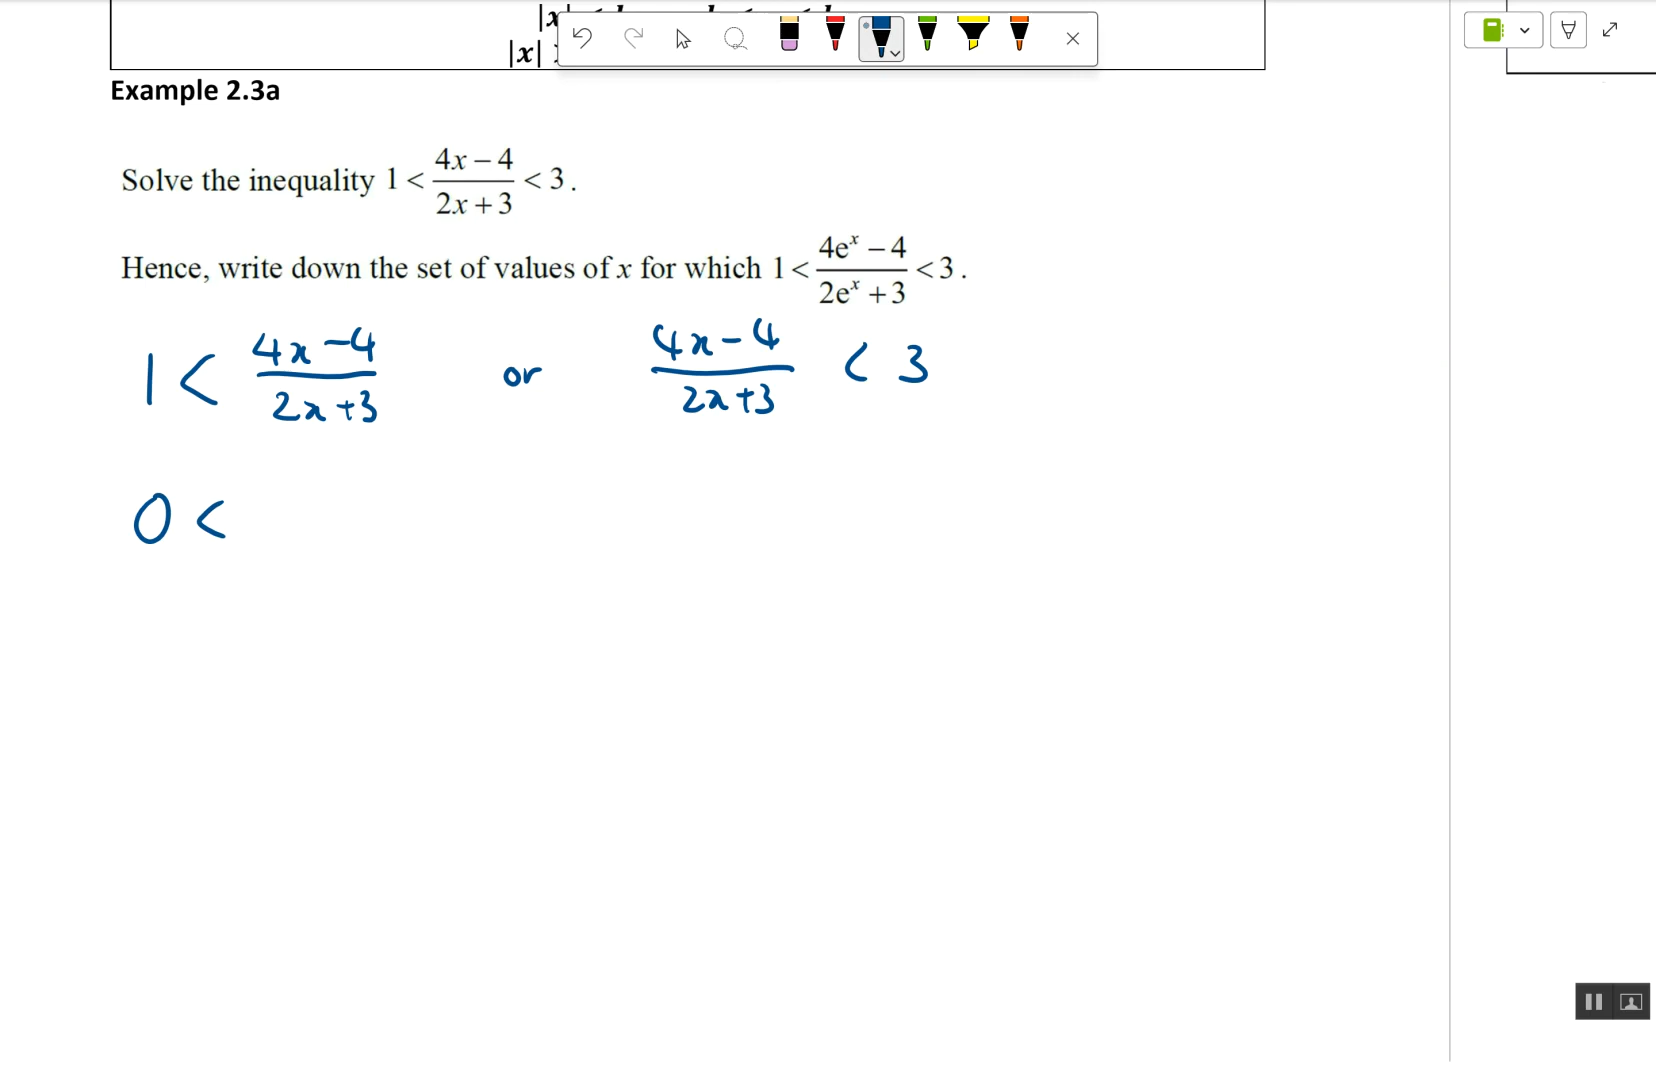 |x|
|x|
Example 2.3a
Solve the inequality 1 < (4x − 4)/(2x + 3) < 3 .
Hence, write down the set of values of x for which 1 < (4eˣ − 4)/(2eˣ + 3) < 3 .
1 < (4x − 4)/(2x + 3) or (4x − 4)/(2x + 3) < 3
0 <